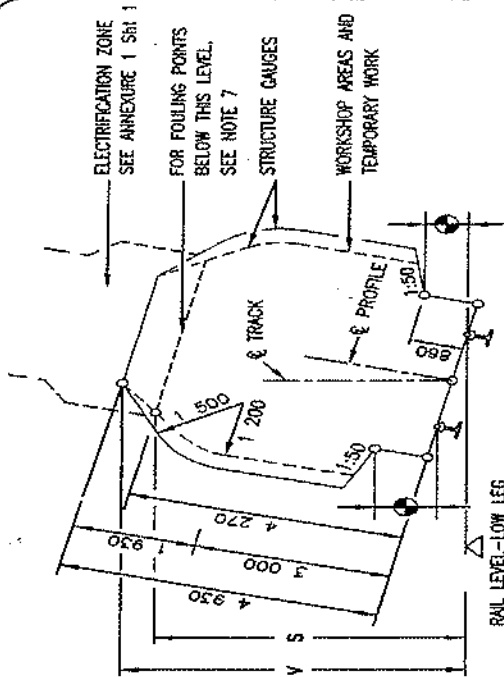 ELECTRIFICATION ZONE
SEE ANNEXURE 1 Sht 1
FOR FOULING POINTS
BELOW THIS LEVEL,
SEE NOTE 7
STRUCTURE GAUGES
WORKSHOP AREAS AND
TEMPORARY WORK
℄ TRACK
℄ PROFILE
1 500
1 200
1:50
1:50
860
4 270
1 930
3 000
4 930
S
V
RAIL LEVEL-LOW LEG